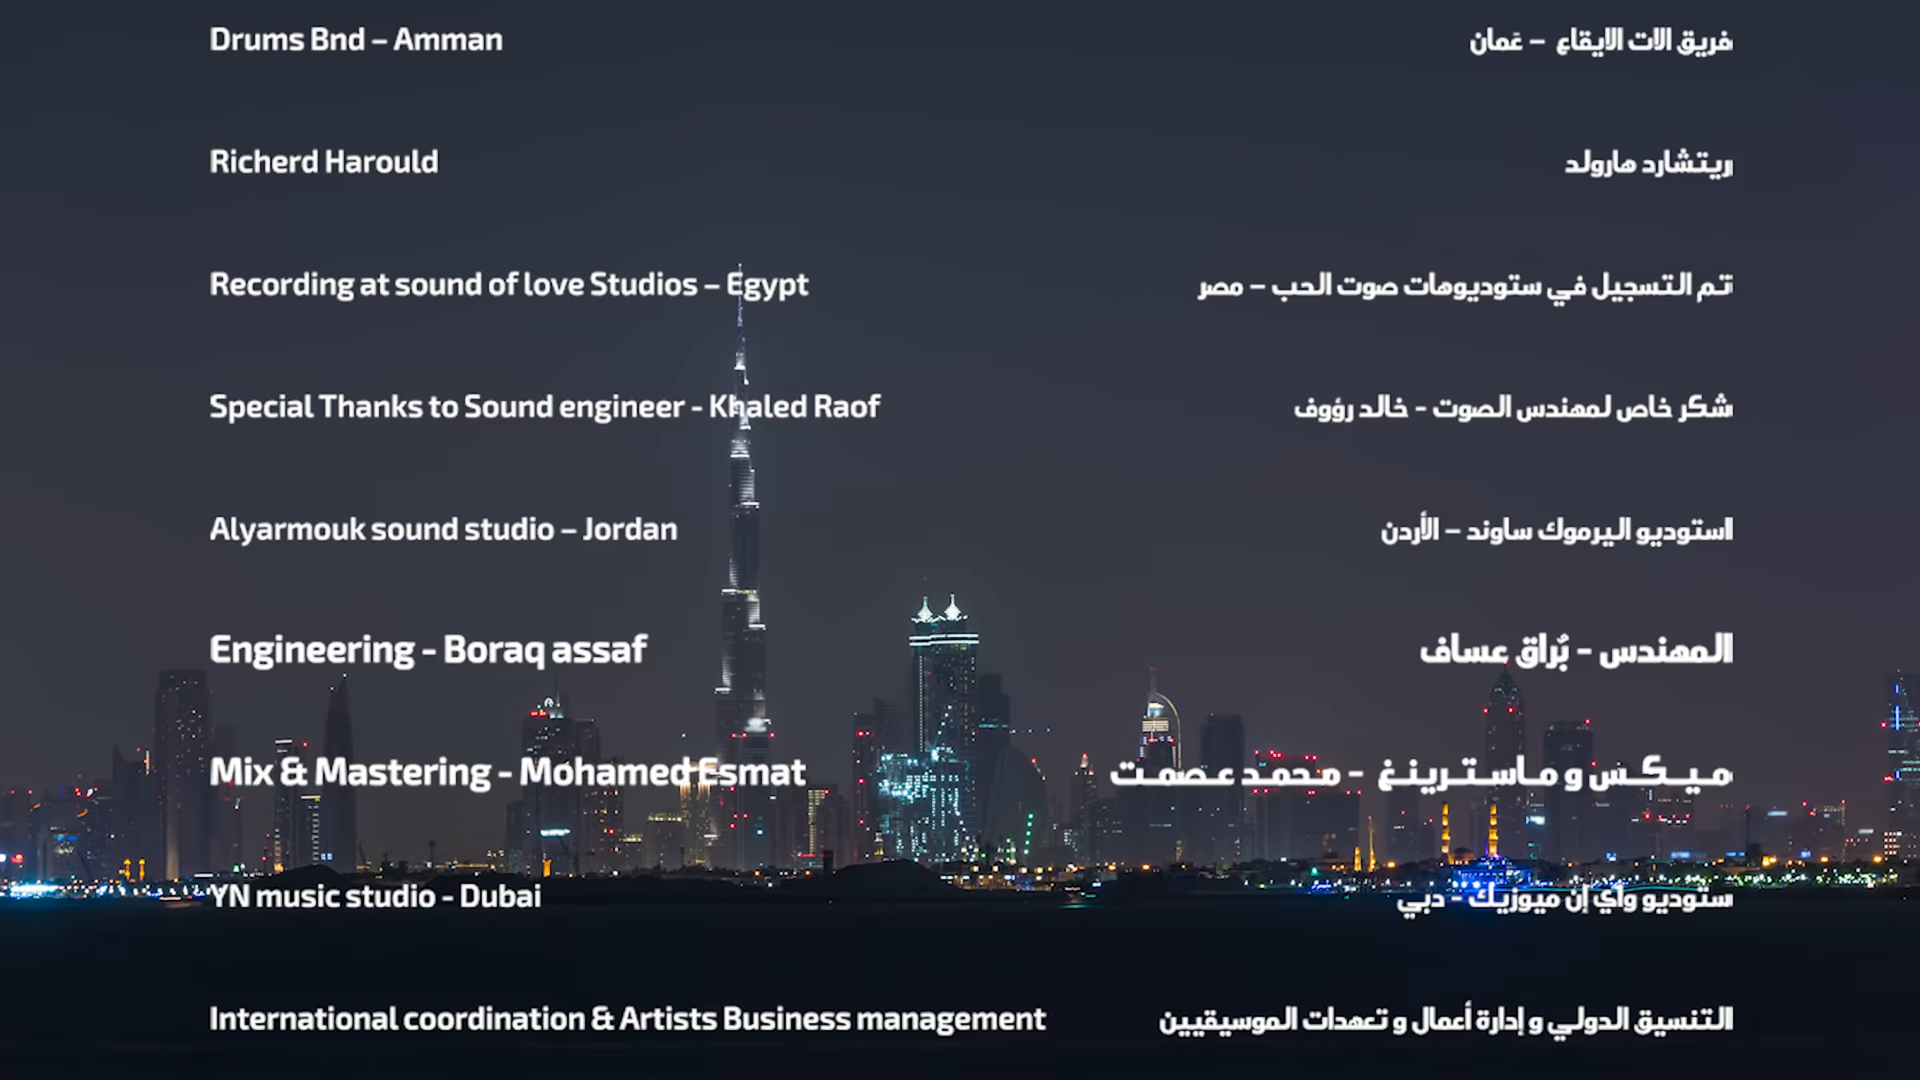 Drums Bnd – Amman
فريق الات الايقاع – عَمان
Richerd Harould
ريتشارد هارولد
Recording at sound of love Studios – Egypt
تم التسجيل في ستوديوهات صوت الحب – مصر
Special Thanks to Sound engineer - Khaled Raof
شكر خاص لمهندس الصوت - خالد رؤوف
Alyarmouk sound studio – Jordan
استوديو اليرموك ساوند – الأردن
Engineering - Boraq assaf
المهندس - بُراق عساف
Mix & Mastering - Mohamed Esmat
ميكس و ماسترينغ - محمد عصمت
YN music studio - Dubai
ستوديو واي إن ميوزيك - دبي
International coordination & Artists Business management
التنسيق الدولي و إدارة أعمال و تعهدات الموسيقيين